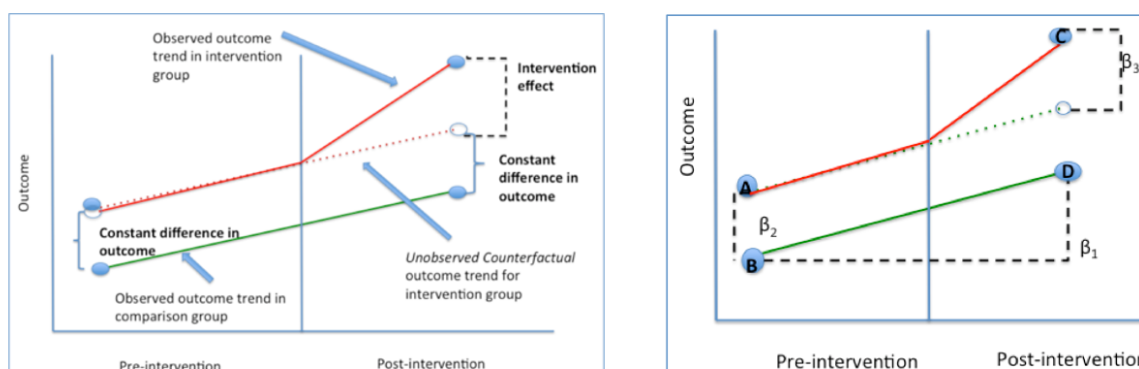 Observed outcome
trend in intervention
group
Intervention
effect
Outcome
Constant difference in
outcome
Constant difference in
outcome
Unobserved Counterfactual
outcome trend for
intervention group
Observed outcome trend in
comparison group
Pre-intervention
Post-intervention
C
β3
Outcome
A
D
β2
B
β1
Pre-intervention
Post-intervention